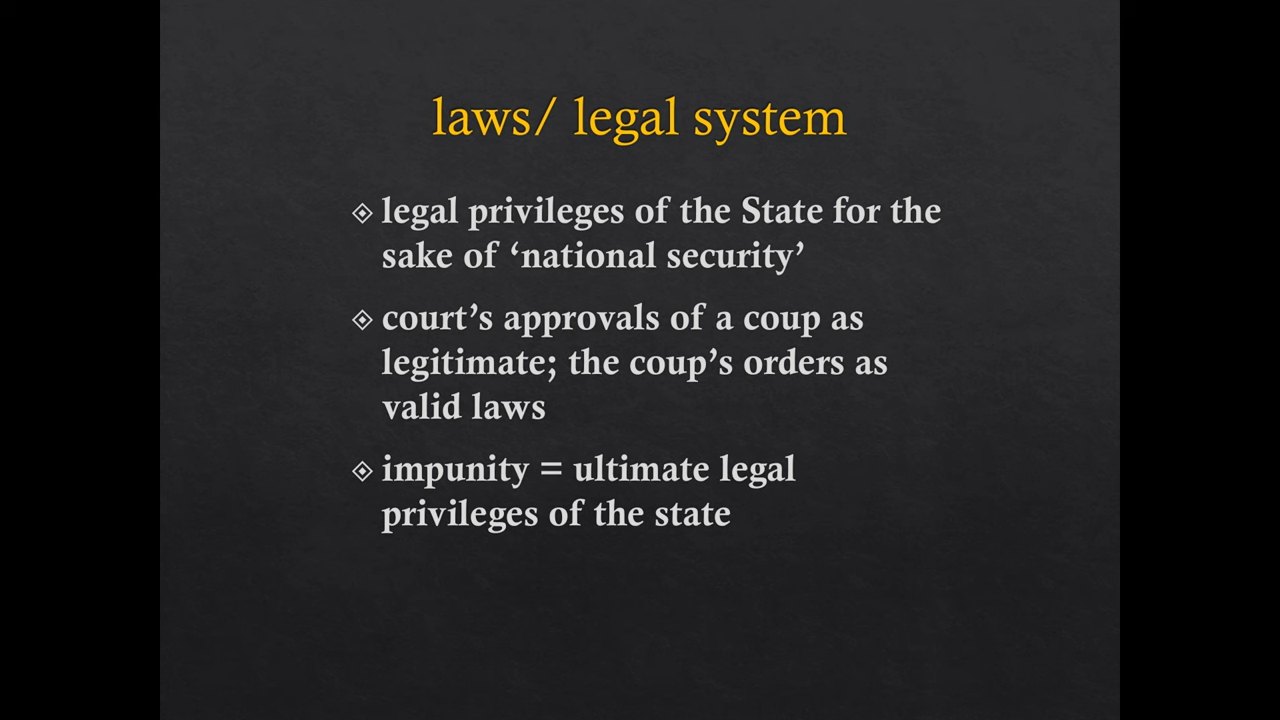 laws/ legal system
legal privileges of the State for the
sake of ‘national security’
court’s approvals of a coup as
legitimate; the coup’s orders as
valid laws
impunity = ultimate legal
privileges of the state